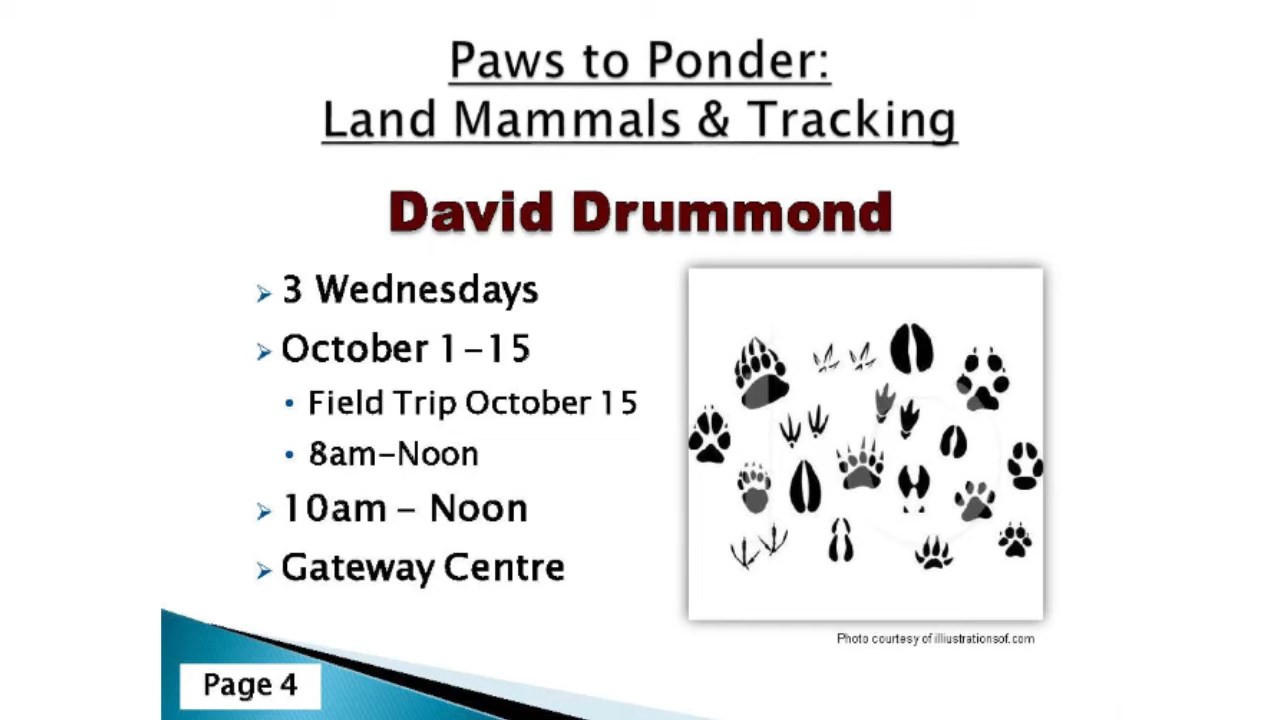 Paws to Ponder:
Land Mammals & Tracking
David Drummond
3 Wednesdays
October 1-15
Field Trip October 15
8am-Noon
10am - Noon
Gateway Centre
Photo courtesy of illiustrationsof.com
Page 4